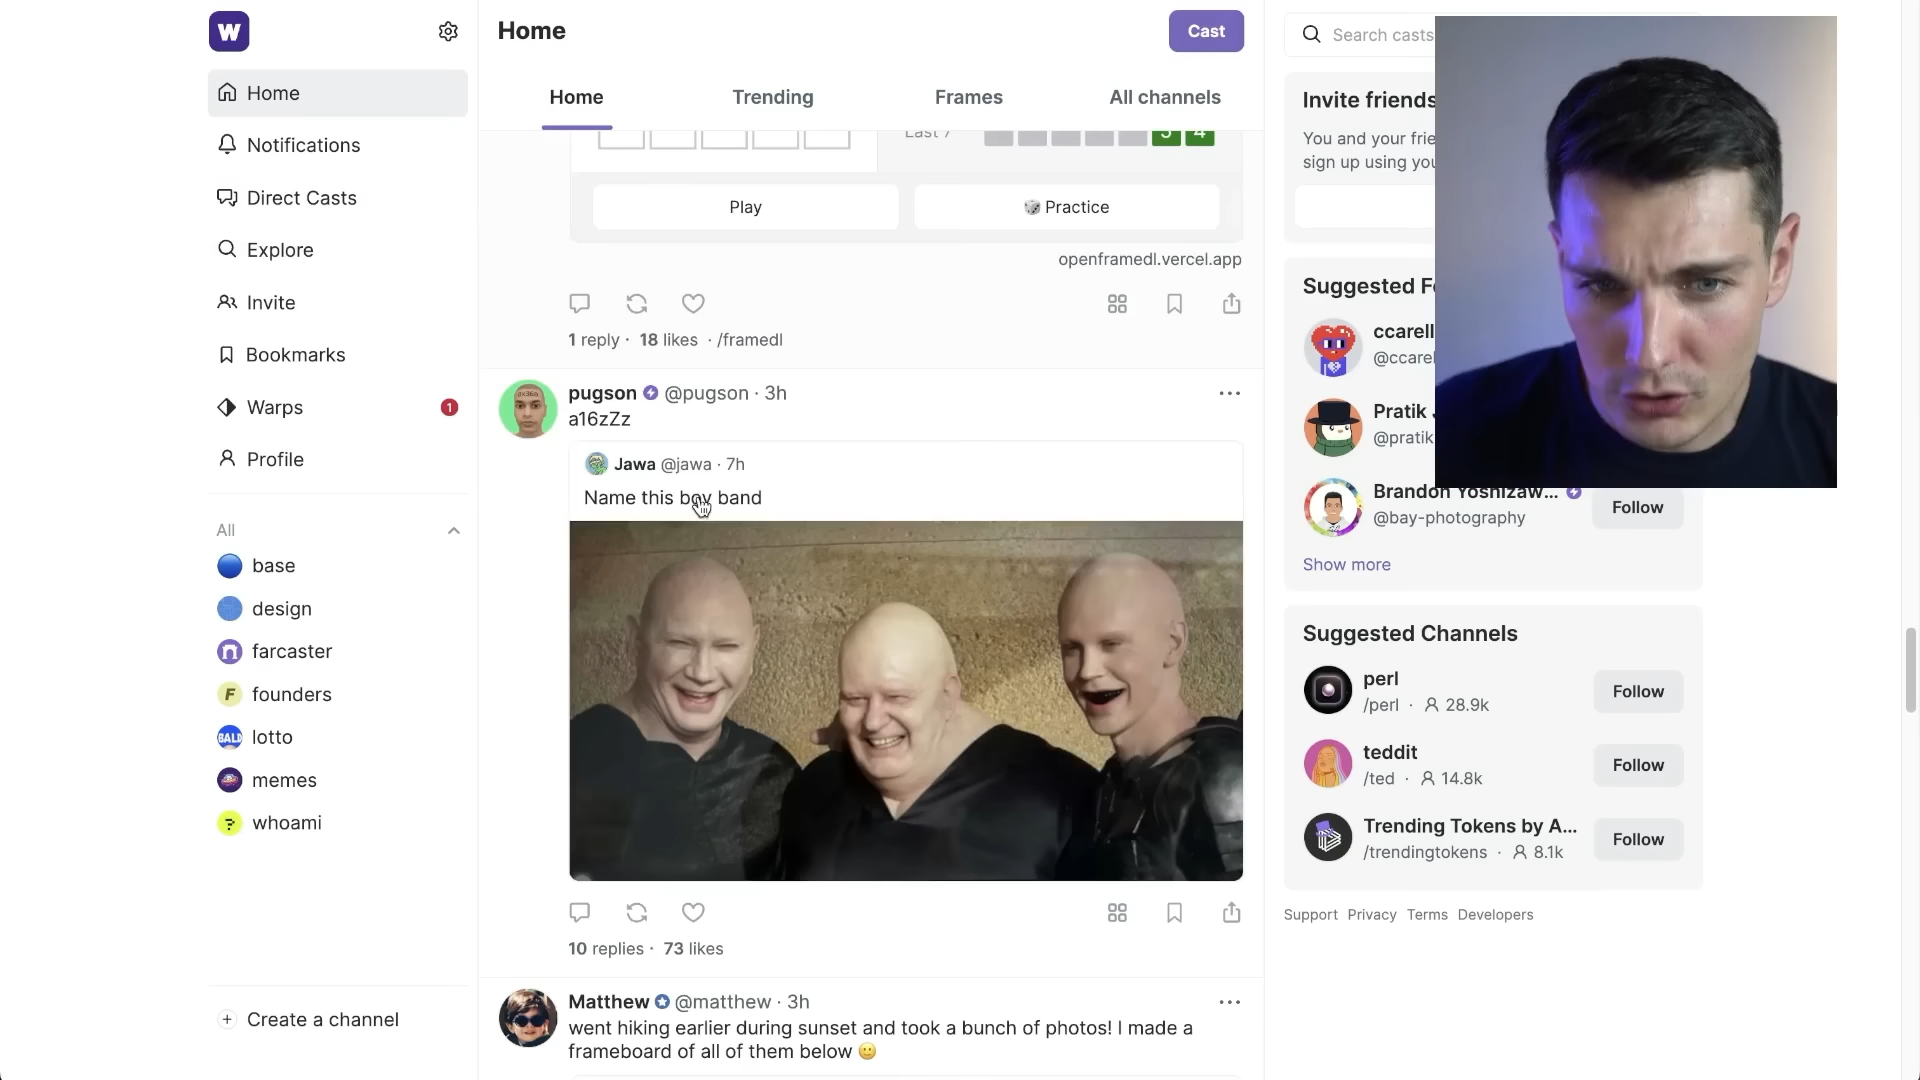 W
Home
Notifications
Direct Casts
Explore
Invite
Bookmarks
Warps
1
Profile
All
base
design
farcaster
F
founders
BALD
lotto
memes
?
whoami
+ Create a channel
Home
Cast
Home
Trending
Frames
All channels
Last 7
4
Play
🎲 Practice
openframedl.vercel.app
1 reply · 18 likes · /framedl
pugson @pugson · 3h
a16zZz
Jawa @jawa · 7h
Name this boy band
10 replies · 73 likes
Matthew @matthew · 3h
went hiking earlier during sunset and took a bunch of photos! I made a
frameboard of all of them below 🙂
Search casts
Invite friends
You and your frie
sign up using you
Suggested F
ccarell
@ccarel
Pratik
@pratik
Brandon Yoshizaw...
@bay-photography
Follow
Show more
Suggested Channels
perl
/perl · 28.9k
Follow
teddit
/ted · 14.8k
Follow
Trending Tokens by A...
/trendingtokens · 8.1k
Follow
Support Privacy Terms Developers